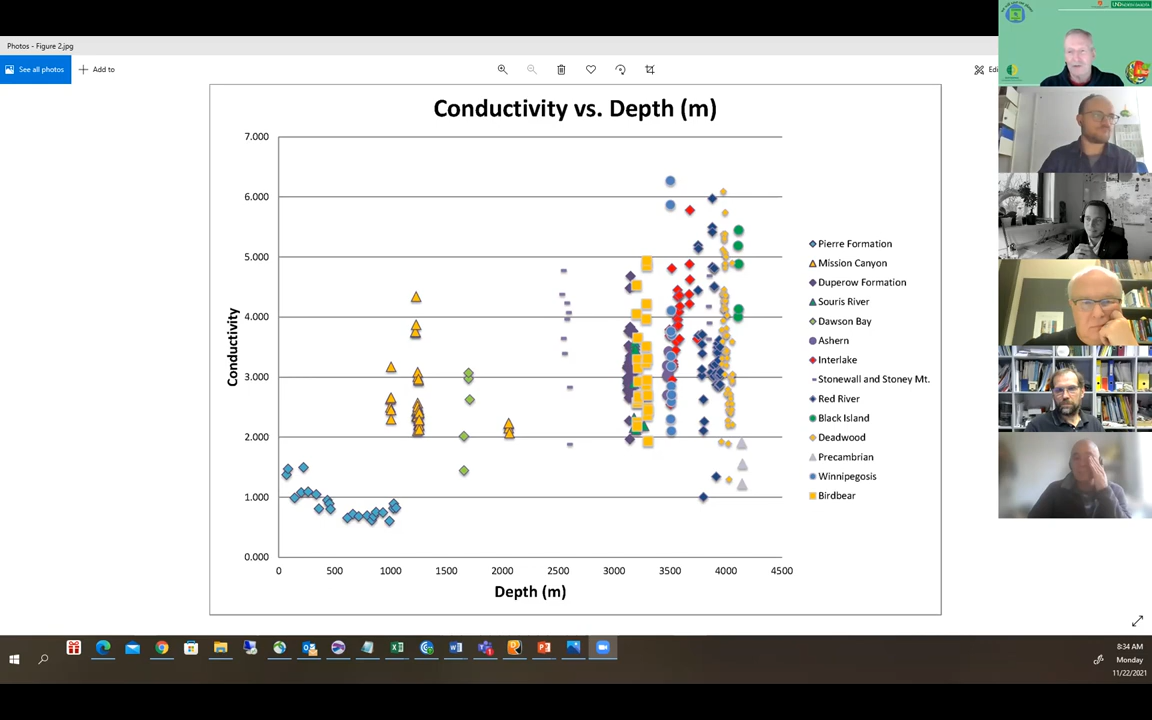 Photos - Figure 2.jpg
See all photos
Add to
Edi
Conductivity vs. Depth (m)
7.000
6.000
5.000
4.000
3.000
2.000
1.000
0.000
Conductivity
0 500 1000 1500 2000 2500 3000 3500 4000 4500
Depth (m)
Pierre Formation
Mission Canyon
Duperow Formation
Souris River
Dawson Bay
Ashern
Interlake
Stonewall and Stoney Mt.
Red River
Black Island
Deadwood
Precambrian
Winnipegosis
Birdbear
8:34 AM
Monday
11/22/2021